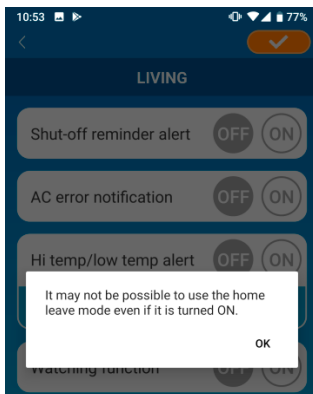 10:53 77%
LIVING
Shut-off reminder alert OFF ON
AC error notification OFF ON
Hi temp/low temp alert OFF ON
It may not be possible to use the home
leave mode even if it is turned ON.
OK
Watching function OFF ON